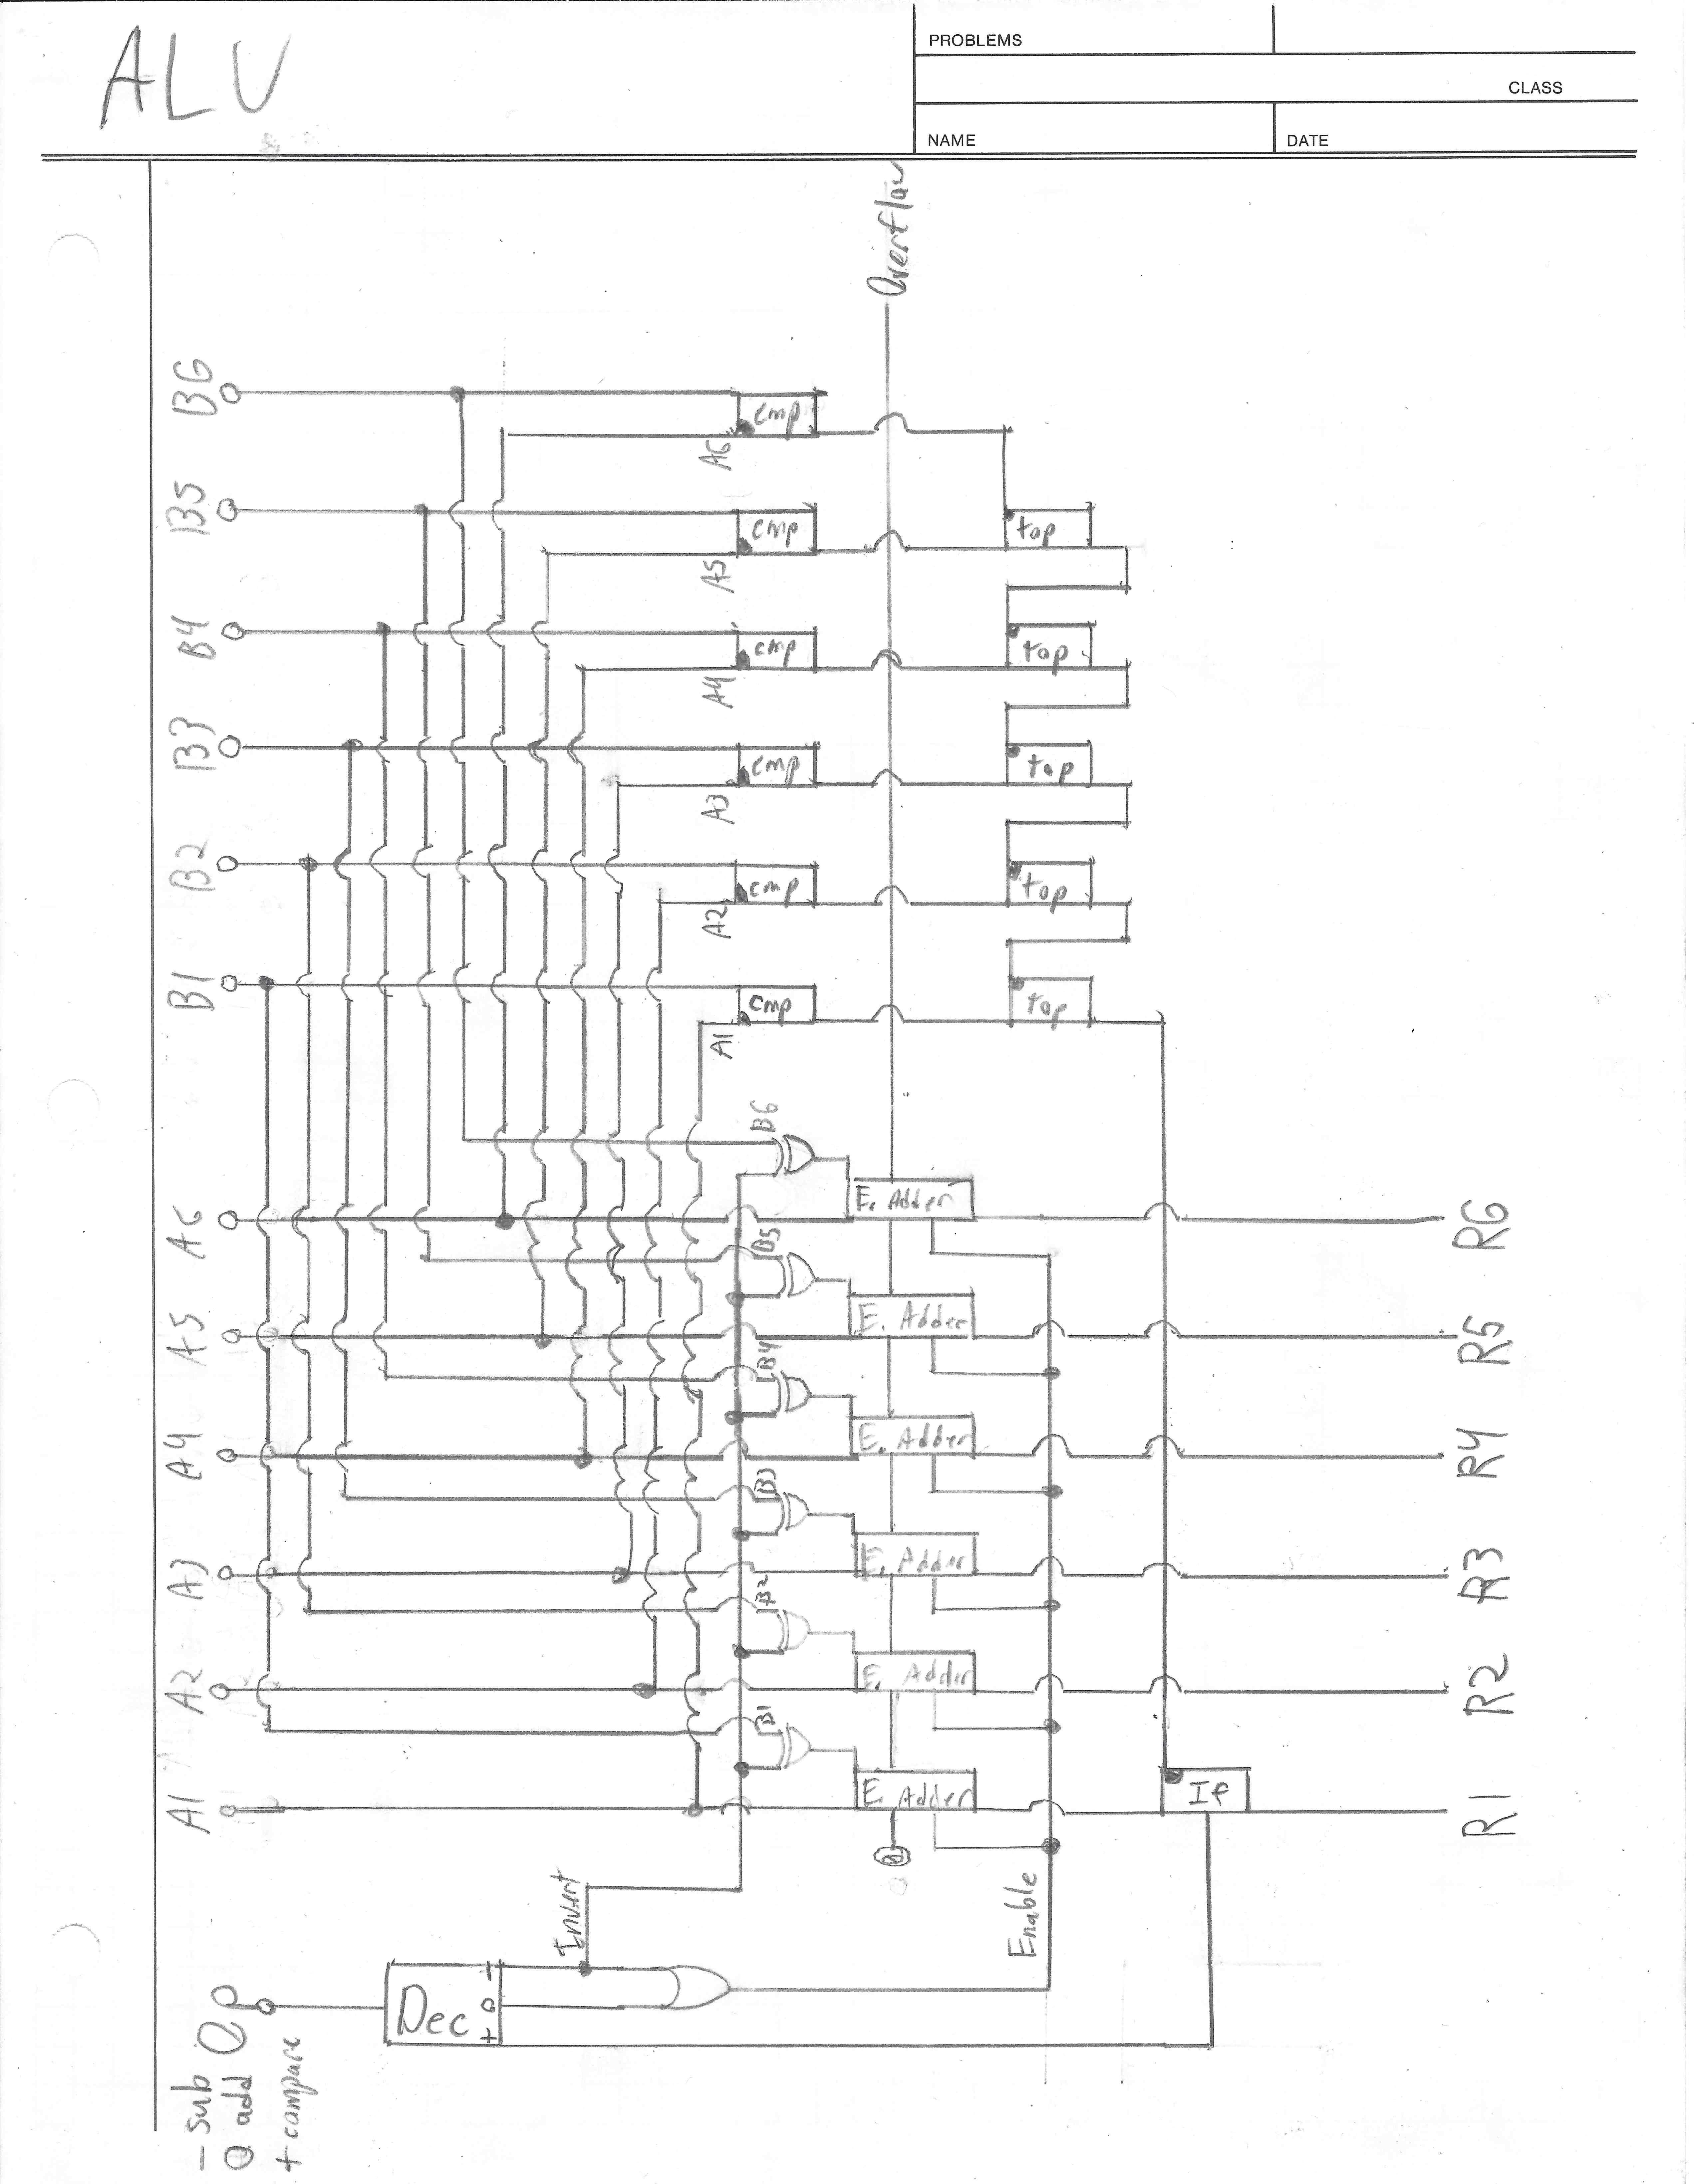 ALU
PROBLEMS
CLASS
NAME
DATE
Overflow
B6
B5
B4
B3
B2
B1
A6
A5
A4
A3
A2
A1
cmp
cmp
cmp
cmp
cmp
cmp
A6
A5
A4
A3
A2
A1
top
top
top
top
top
B6
B5
B4
B3
B2
B1
E. Adder
E. Adder
E. Adder
E. Adder
E. Adder
E. Adder
0
If
R6
R5
R4
R3
R2
R1
Invert
Enable
Dec
-
0
+
Op
- sub
0 add
+ compare